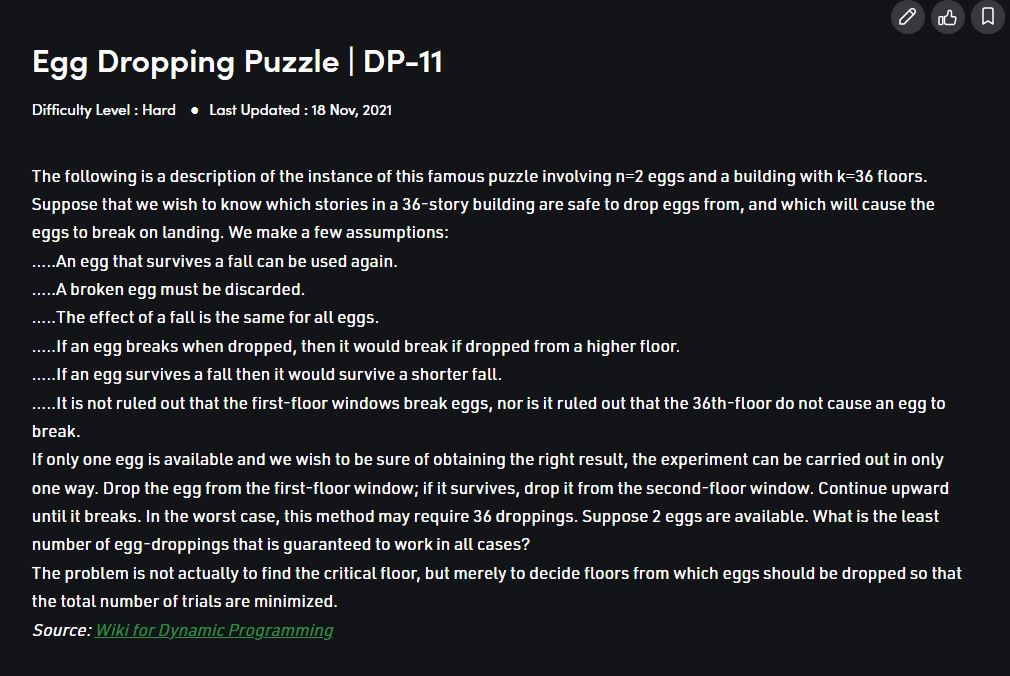 Egg Dropping Puzzle | DP-11
Difficulty Level : Hard ● Last Updated : 18 Nov, 2021
The following is a description of the instance of this famous puzzle involving n=2 eggs and a building with k=36 floors.
Suppose that we wish to know which stories in a 36-story building are safe to drop eggs from, and which will cause the
eggs to break on landing. We make a few assumptions:
…..An egg that survives a fall can be used again.
…..A broken egg must be discarded.
…..The effect of a fall is the same for all eggs.
…..If an egg breaks when dropped, then it would break if dropped from a higher floor.
…..If an egg survives a fall then it would survive a shorter fall.
…..It is not ruled out that the first-floor windows break eggs, nor is it ruled out that the 36th-floor do not cause an egg to
break.
If only one egg is available and we wish to be sure of obtaining the right result, the experiment can be carried out in only
one way. Drop the egg from the first-floor window; if it survives, drop it from the second-floor window. Continue upward
until it breaks. In the worst case, this method may require 36 droppings. Suppose 2 eggs are available. What is the least
number of egg-droppings that is guaranteed to work in all cases?
The problem is not actually to find the critical floor, but merely to decide floors from which eggs should be dropped so that
the total number of trials are minimized.
Source: Wiki for Dynamic Programming